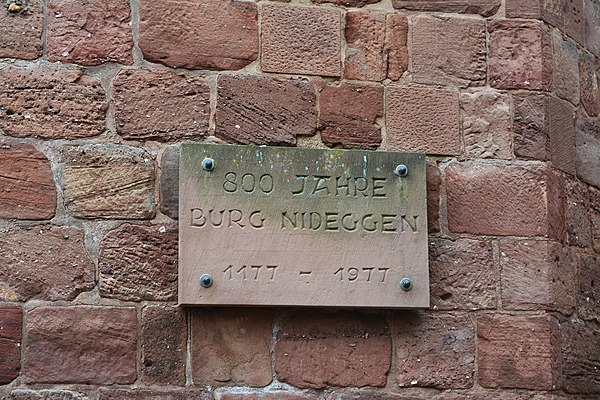 800 JAHRE
BURG NIDEGGEN
1177 - 1977